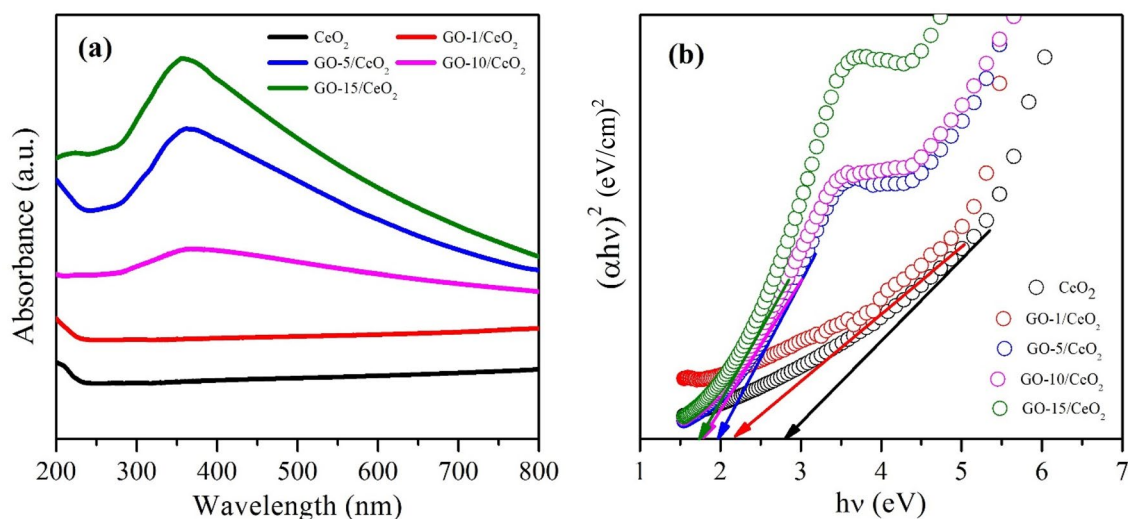 (a)
CeO2
GO-1/CeO2
GO-5/CeO2
GO-10/CeO2
GO-15/CeO2
Absorbance (a.u.)
200 300 400 500 600 700 800
Wavelength (nm)
(b)
(αhν)2 (eV/cm)2
CeO2
GO-1/CeO2
GO-5/CeO2
GO-10/CeO2
GO-15/CeO2
1 2 3 4 5 6 7
hν (eV)